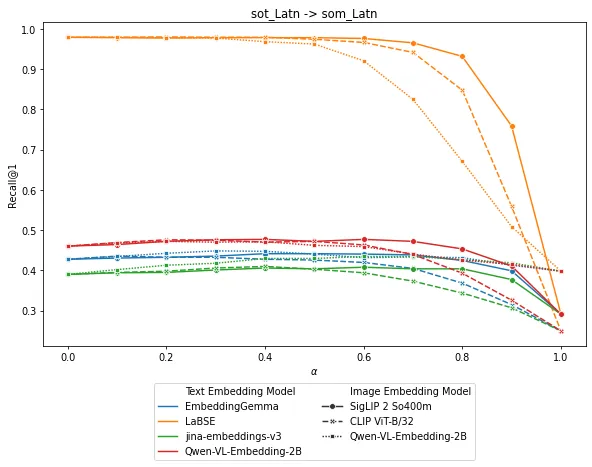 sot_Latn -> som_Latn
Recall@1
1.0
0.9
0.8
0.7
0.6
0.5
0.4
0.3
0.0 0.2 0.4 0.6 0.8 1.0
α
Text Embedding Model Image Embedding Model
EmbeddingGemma SigLIP 2 So400m
LaBSE CLIP ViT-B/32
jina-embeddings-v3 Qwen-VL-Embedding-2B
Qwen-VL-Embedding-2B